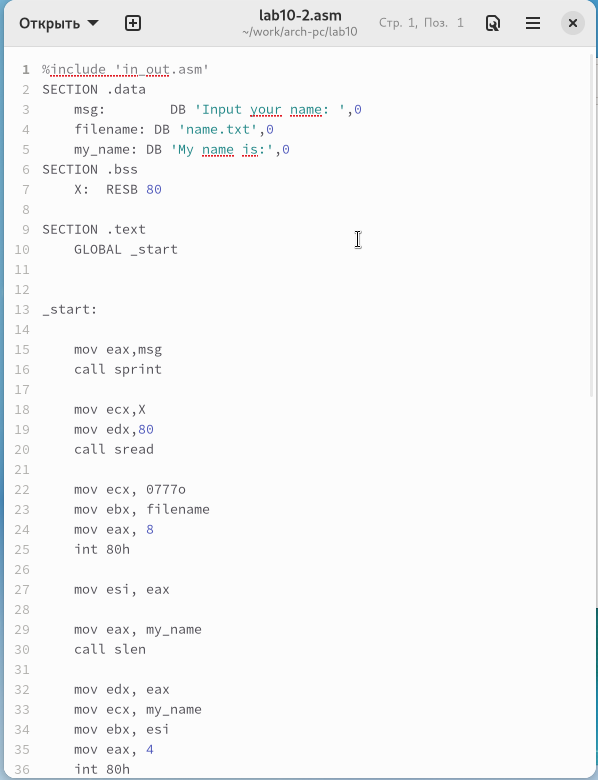 Открыть
lab10-2.asm
~/work/arch-pc/lab10
Стр. 1, Поз. 1
1 %include 'in_out.asm'
2 SECTION .data
3 msg: DB 'Input your name: ',0
4 filename: DB 'name.txt',0
5 my_name: DB 'My name is:',0
6 SECTION .bss
7 X: RESB 80
8
9 SECTION .text
10 GLOBAL _start
11
12
13 _start:
14
15 mov eax,msg
16 call sprint
17
18 mov ecx,X
19 mov edx,80
20 call sread
21
22 mov ecx, 0777o
23 mov ebx, filename
24 mov eax, 8
25 int 80h
26
27 mov esi, eax
28
29 mov eax, my_name
30 call slen
31
32 mov edx, eax
33 mov ecx, my_name
34 mov ebx, esi
35 mov eax, 4
36 int 80h